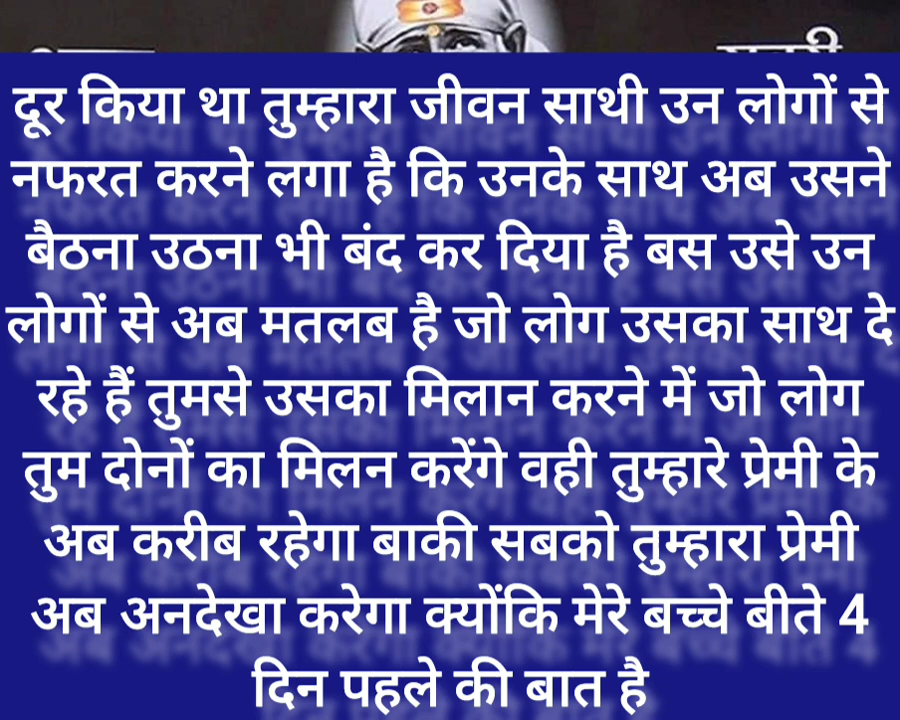 दूर किया था तुम्हारा जीवन साथी उन लोगों से
नफरत करने लगा है कि उनके साथ अब उसने
बैठना उठना भी बंद कर दिया है बस उसे उन
लोगों से अब मतलब है जो लोग उसका साथ दे
रहे हैं तुमसे उसका मिलान करने में जो लोग
तुम दोनों का मिलन करेंगे वही तुम्हारे प्रेमी के
अब करीब रहेगा बाकी सबको तुम्हारा प्रेमी
अब अनदेखा करेगा क्योंकि मेरे बच्चे बीते 4
दिन पहले की बात है